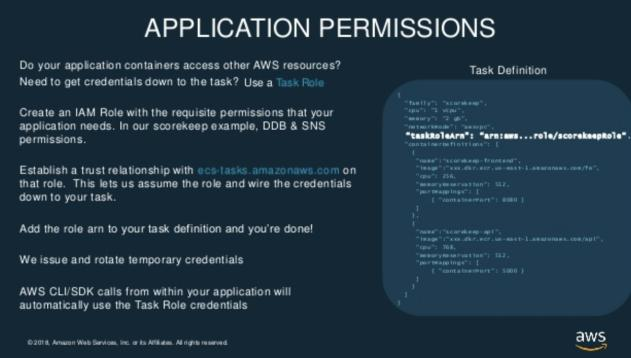 APPLICATION PERMISSIONS
Do your application containers access other AWS resources?
Need to get credentials down to the task? Use a Task Role
Create an IAM Role with the requisite permissions that your
application needs. In our scorekeep example, DDB & SNS
permissions.
Establish a trust relationship with ecs-tasks.amazonaws.com on
that role. This lets us assume the role and wire the credentials
down to your task.
Add the role arn to your task definition and you're done!
We issue and rotate temporary credentials
AWS CLI/SDK calls from within your application will
automatically use the Task Role credentials
Task Definition
{
"family": "scorekeep",
"cpu": "1 vcpu",
"memory": "2 gb",
"networkmode": "awsvpc",
"taskRoleArn": "arn:aws...role/scorekeepRole",
"containerDefinitions": [
{
"name":"scorekeep-frontend",
"image":"xxx.dkr.ecr.us-east-1.amazonaws.com/fe",
"cpu": 256,
"memoryReservation": 512,
"portMappings": [
{ "containerPort": 8080 }
]
},
{
"name":"scorekeep-api",
"image":"xxx.dkr.ecr.us-east-1.amazonaws.com/api",
"cpu": 768,
"memoryReservation": 512,
"portMappings": [
{ "containerPort": 5000 }
]
}
]
}
© 2018, Amazon Web Services, Inc. or its Affiliates. All rights reserved.
aws